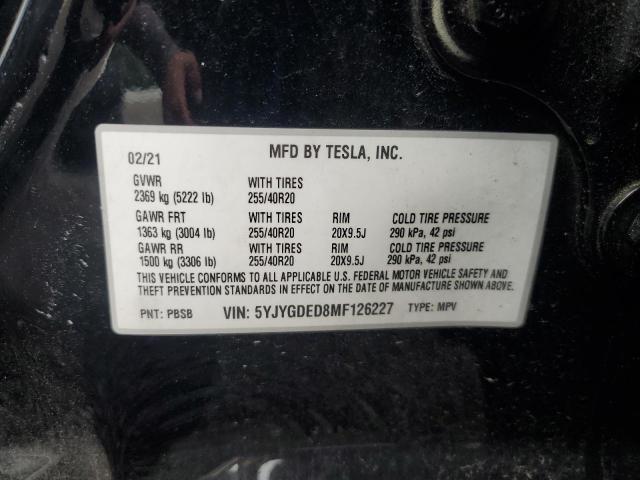 02/21 MFD BY TESLA, INC.
GVWR WITH TIRES
2369 kg (5222 lb) 255/40R20
GAWR FRT WITH TIRES RIM COLD TIRE PRESSURE
1363 kg (3004 lb) 255/40R20 20X9.5J 290 kPa, 42 psi
GAWR RR WITH TIRES RIM COLD TIRE PRESSURE
1500 kg (3306 lb) 255/40R20 20X9.5J 290 kPa, 42 psi
THIS VEHICLE CONFORMS TO ALL APPLICABLE U.S. FEDERAL MOTOR VEHICLE SAFETY AND
THEFT PREVENTION STANDARDS IN EFFECT ON THE DATE OF MANUFACTURE SHOWN ABOVE.
PNT: PBSB VIN: 5YJYGDED8MF126227 TYPE: MPV